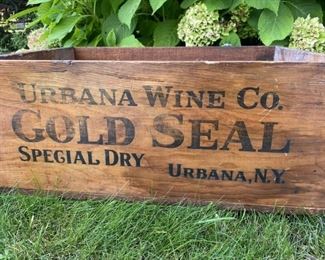 URBANA WINE CO.
GOLD SEAL
SPECIAL DRY
URBANA, N.Y.